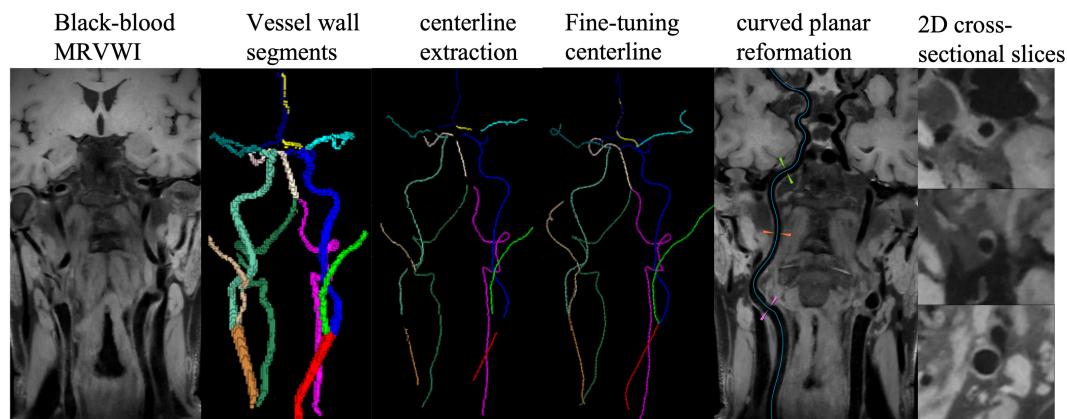 Black-blood
MRVWI
Vessel wall
segments
centerline
extraction
Fine-tuning
centerline
curved planar
reformation
2D cross-
sectional slices